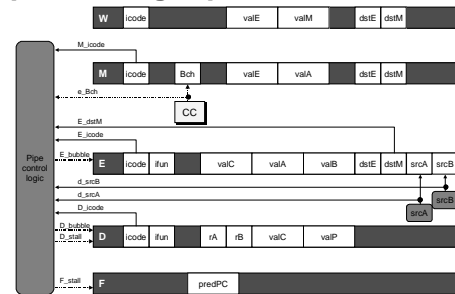 W icode valE valM dstE dstM
M_icode
M icode Bch valE valA dstE dstM
e_Bch
CC
E_dstM
E_icode
E_bubble
E icode ifun valC valA valB dstE dstM srcA srcB
Pipe
control
logic
d_srcB
d_srcA
srcB
srcA
D_icode
D_bubble
D_stall
D icode ifun rA rB valC valP
F_stall
F predPC